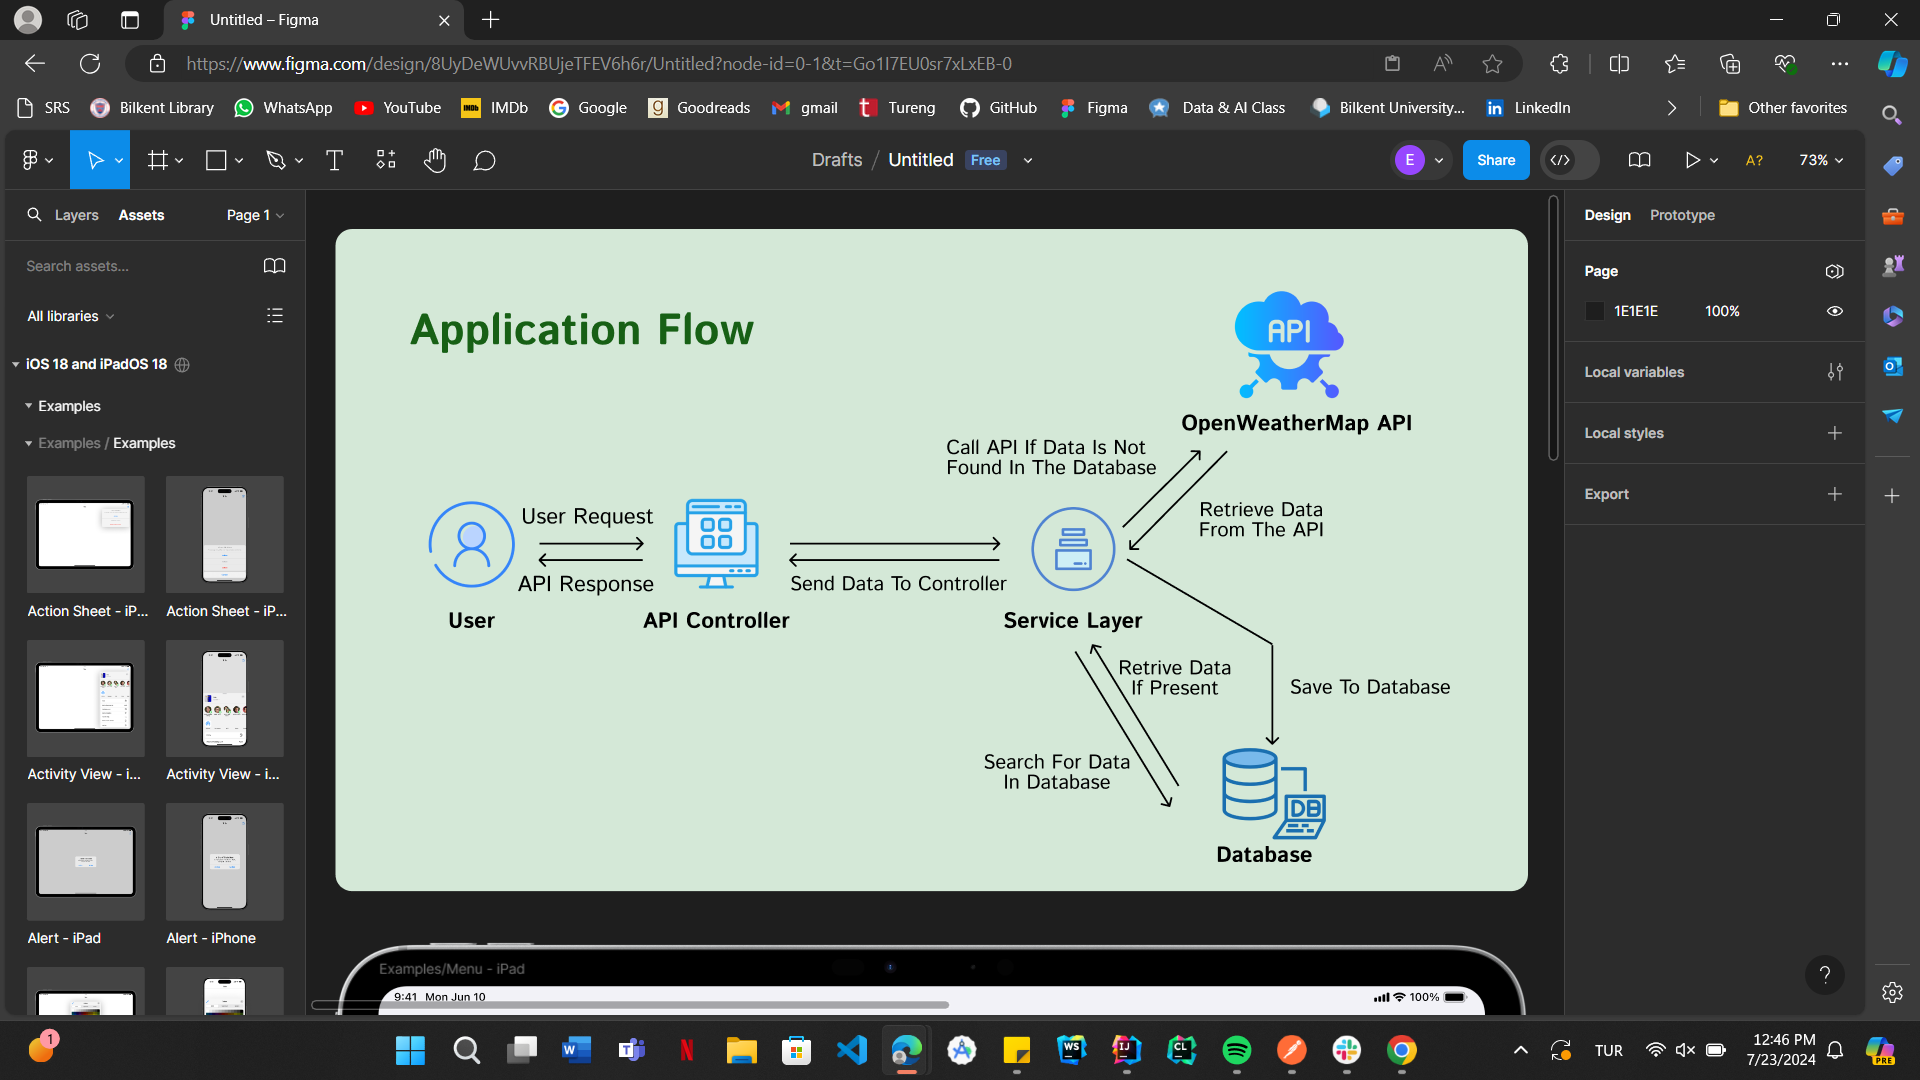 Untitled – Figma
https://www.figma.com/design/8UyDeWUvvRBUjeTFEV6h6r/Untitled?node-id=0-1&t=Go1I7EU0sr7xLxEB-0
SRS
Bilkent Library
WhatsApp
YouTube
IMDb
IMDb
Google
Goodreads
gmail
Tureng
GitHub
Figma
Data & AI Class
Bilkent University...
LinkedIn
Other favorites
Drafts / Untitled Free
E
Share
A?
73%
Layers
Assets
Page 1
Search assets...
All libraries
iOS 18 and iPadOS 18
Examples
Examples / Examples
Action Sheet - iP...
Action Sheet - iP...
Activity View - i...
Activity View - i...
Alert - iPad
Alert - iPhone
Application Flow
API
OpenWeatherMap API
Call API If Data Is Not
Found In The Database
Retrieve Data
From The API
User Request
API Response
User
API Controller
Send Data To Controller
Service Layer
Retrive Data
If Present
Save To Database
Search For Data
In Database
DB
Database
Examples/Menu - iPad
9:41 Mon Jun 10
100%
Design
Prototype
Page
1E1E1E
100%
Local variables
Local styles
Export
?
1
W
N
WS
IJ
CL
TUR
12:46 PM
7/23/2024
PRE